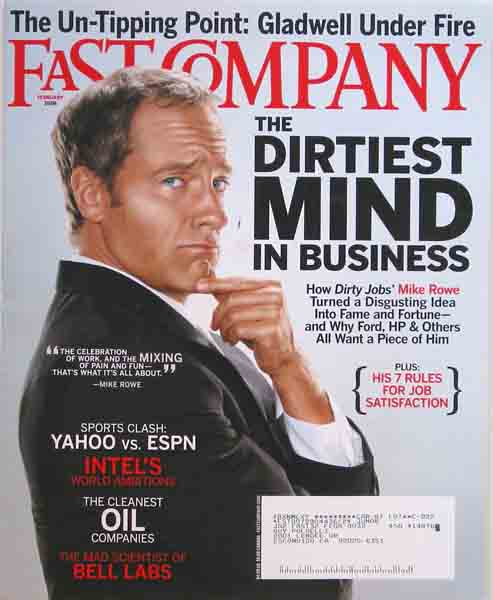 The Un-Tipping Point: Gladwell Under Fire
FAST COMPANY
FEBRUARY
2008
THE
DIRTIEST
MIND
IN BUSINESS
How Dirty Jobs' Mike Rowe
Turned a Disgusting Idea
Into Fame and Fortune—
and Why Ford, HP & Others
All Want a Piece of Him
PLUS:
HIS 7 RULES
FOR JOB
SATISFACTION
“THE CELEBRATION
OF WORK, AND THE MIXING
OF PAIN AND FUN—
THAT'S WHAT IT'S ALL ABOUT.”
—MIKE ROWE
SPORTS CLASH:
YAHOO vs. ESPN
INTEL'S
WORLD AMBITIONS
THE CLEANEST
OIL
COMPANIES
THE MAD SCIENTIST OF
BELL LABS